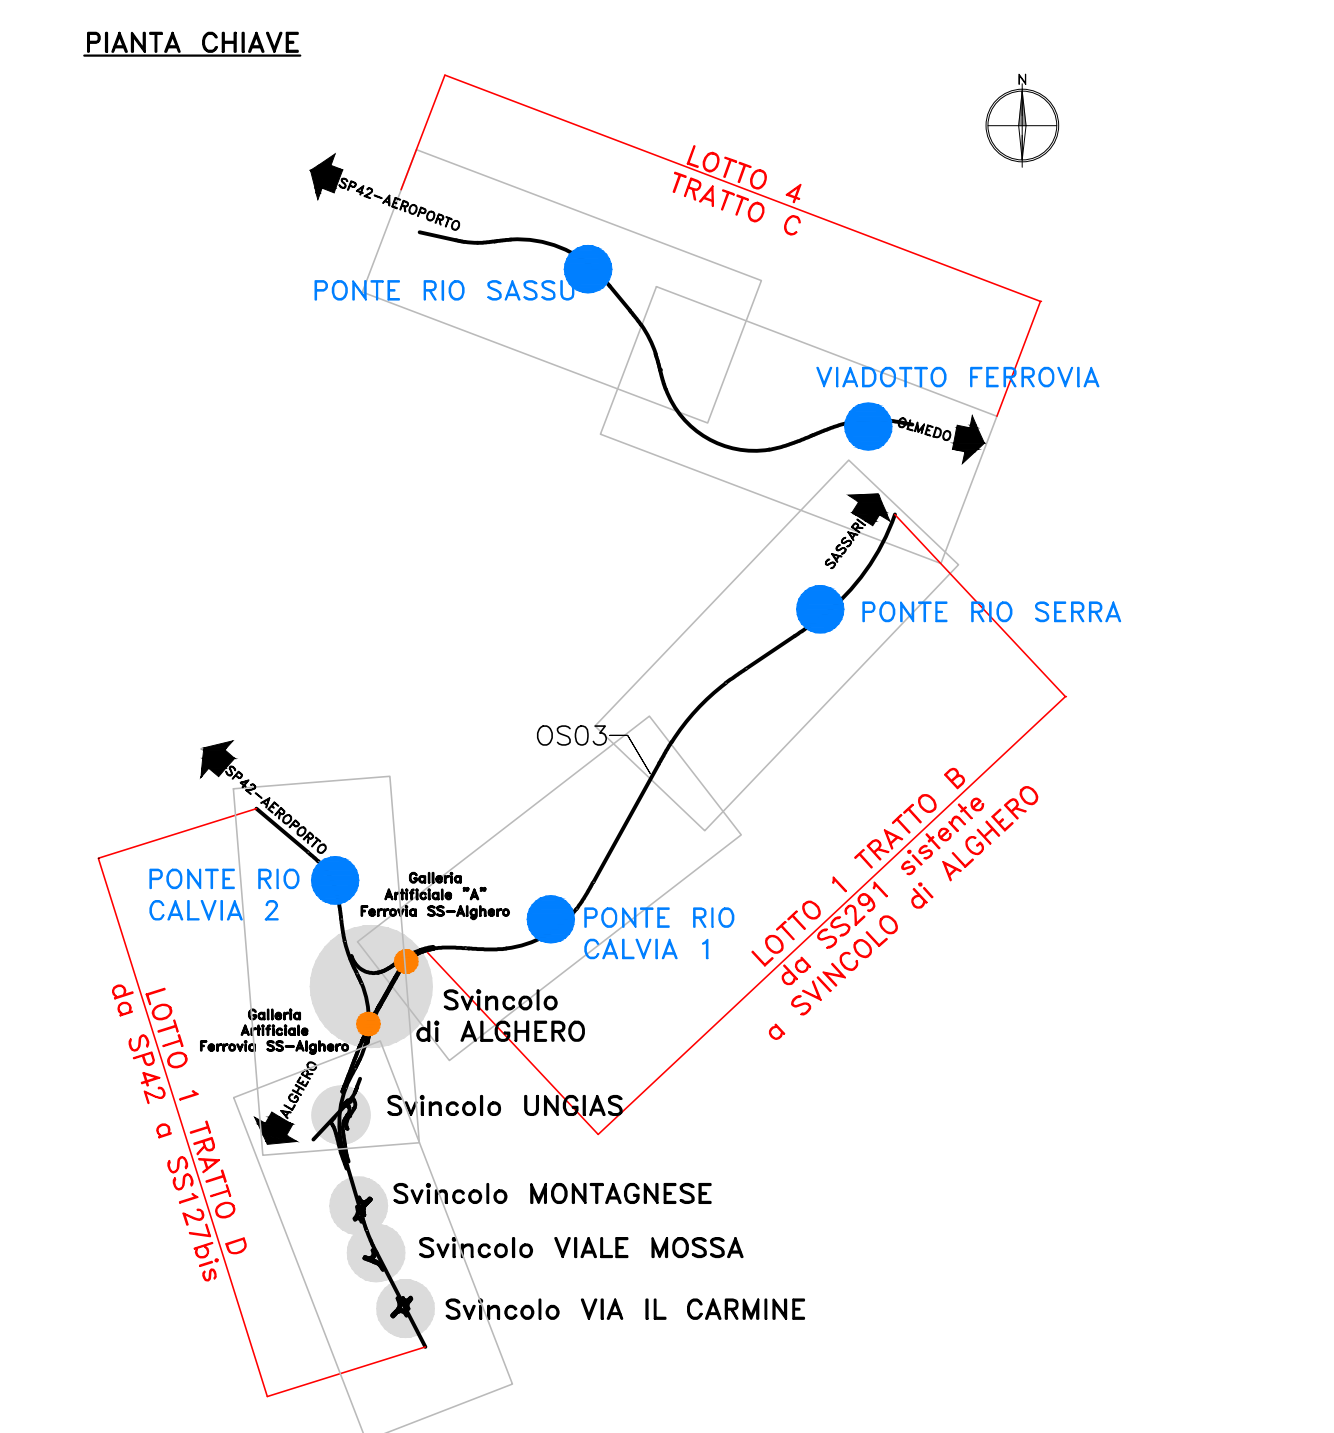 PIANTA CHIAVE
N
LOTTO 4
TRATTO C
SP42-AEROPORTO
PONTE RIO SASSU
VIADOTTO FERROVIA
OLMEDO
SASSARI
PONTE RIO SERRA
OS03
LOTTO 1 TRATTO B
da SS291 sistente
a SVINCOLO di ALGHERO
SP42-AEROPORTO
PONTE RIO
CALVIA 2
Galleria
Artificiale "A"
Ferrovia SS-Alghero
PONTE RIO
CALVIA 1
Svincolo
di ALGHERO
Galleria
Artificiale
Ferrovia SS-Alghero
ALGHERO
LOTTO 1 TRATTO D
da SP42 a SS127bis
Svincolo UNGIAS
Svincolo MONTAGNESE
Svincolo VIALE MOSSA
Svincolo VIA IL CARMINE